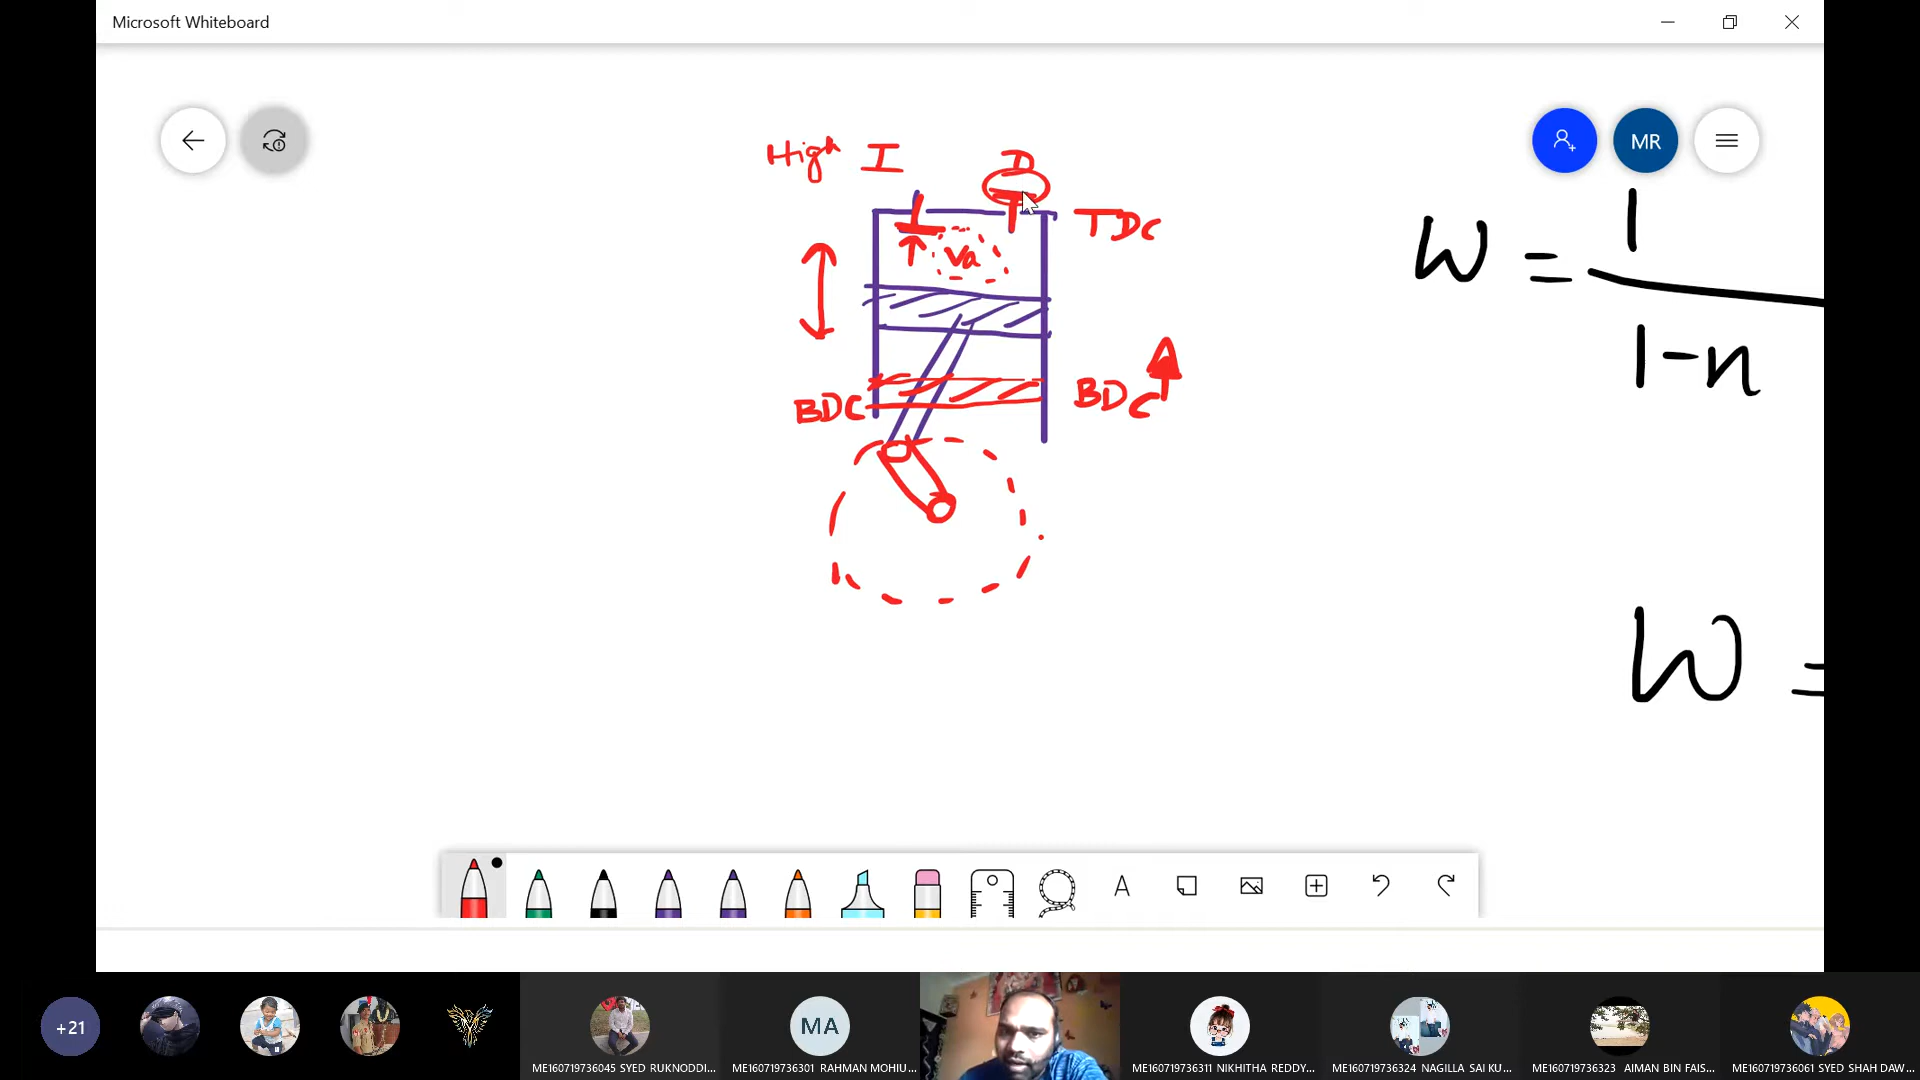 Microsoft Whiteboard
MR
High I D
TDC
Va
BDC
BDC
W = 1
1-n
W =
A
+21
MA
ME160719736045 SYED RUKNODDI...
ME160719736301 RAHMAN MOHIU...
ME160719736311 NIKHITHA REDDY...
ME160719736324 NAGILLA SAI KU...
ME160719736323 AIMAN BIN FAIS...
ME160719736061 SYED SHAH DAW...